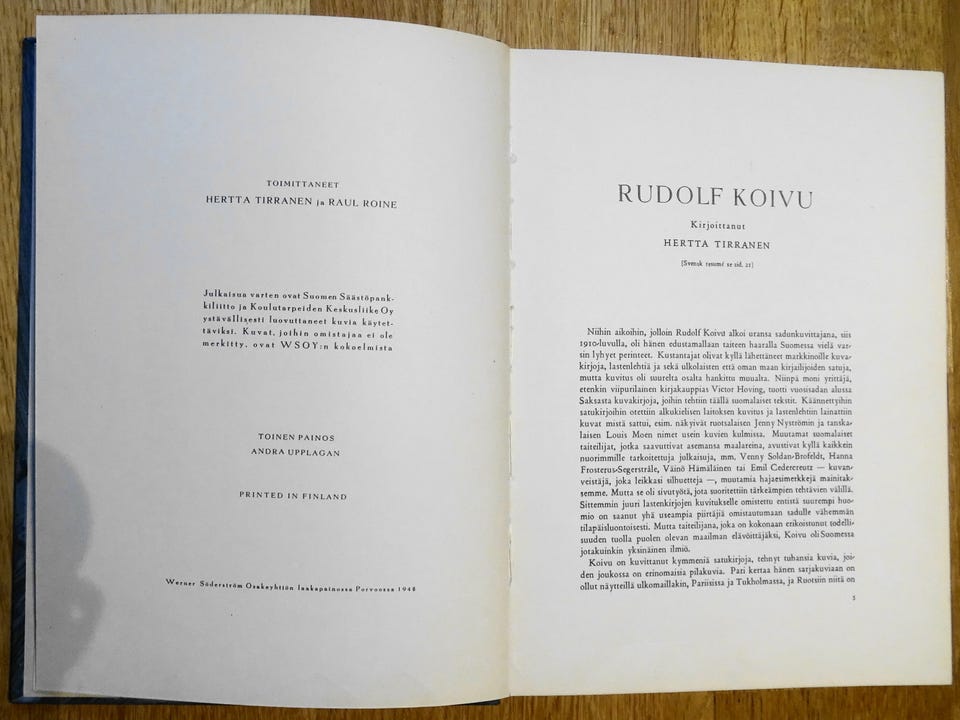 TOIMITTANEET
HERTTA TIRRANEN ja RAUL ROINE
Julkaisua varten ovat Suomen Säästöpank-
kiliitto ja Koulutarpeiden Keskusliike Oy
ystävällisesti luovuttaneet kuvia käytet-
täviksi. Kuvat, joihin omistajaa ei ole
merkitty, ovat WSOY:n kokoelmista
TOINEN PAINOS
ANDRA UPPLAGAN
PRINTED IN FINLAND
Werner Söderström Osakeyhtiön laakapainossa Porvoossa 1948
RUDOLF KOIVU
Kirjoittanut
HERTTA TIRRANEN
[Svensk resumé se sid. 21]
Niihin aikoihin, jolloin Rudolf Koivu alkoi uransa sadunkuvittajana, siis
1910-luvulla, oli hänen edustamallaan taiteen haaralla Suomessa vielä var-
sin lyhyet perinteet. Kustantajat olivat kyllä lähettäneet markkinoille kuva-
kirjoja, lastenlehtiä ja sekä ulkolaisten että oman maan kirjailijoiden satuja,
mutta kuvitus oli suurelta osalta hankittu muualta. Niinpä moni yrittäjä,
etenkin viipurilainen kirjakauppias Victor Hoving, tuotti vuosisadan alussa
Saksasta kuvakirjoja, joihin tehtiin täällä suomalaiset tekstit. Käännettyihin
satukirjoihin otettiin alkukielisen laitoksen kuvitus ja lastenlehtiin lainattiin
kuvat mistä sattui, esim. näkyivät ruotsalaisen Jenny Nyströmin ja tanska-
laisen Louis Moen nimet usein kuvien kulmissa. Muutamat suomalaiset
taiteilijat, jotka saavuttivat asemansa maalareina, avustivat kyllä kaikkein
nuorimmille tarkoitettuja julkaisuja, mm. Venny Soldan-Brofeldt, Hanna
Frosterus-Segerstråle, Väinö Hämäläinen tai Emil Cedercreutz — kuvan-
veistäjä, joka leikkasi silhuetteja —, muutamia hajaesimerkkejä mainitak-
semme. Mutta se oli sivutyötä, jota suoritettiin tärkeämpien tehtävien välillä.
Sittemmin juuri lastenkirjojen kuvitukselle omistettu entistä suurempi huo-
mio on saanut yhä useampia piirtäjiä omistautumaan sadulle vähemmän
tilapäisluontoisesti. Mutta taiteilijana, joka on kokonaan erikoistunut todelli-
suuden tuolla puolen olevan maailman elävöittäjäksi, Koivu oli Suomessa
jotakuinkin yksinäinen ilmiö.
Koivu on kuvittanut kymmeniä satukirjoja, tehnyt tuhansia kuvia, joi-
den joukossa on erinomaisia pilakuvia. Pari kertaa hänen satjakuviaan on
ollut näytteillä ulkomaillakin, Pariisissa ja Tukholmassa, ja Ruotsiin niitä on
5